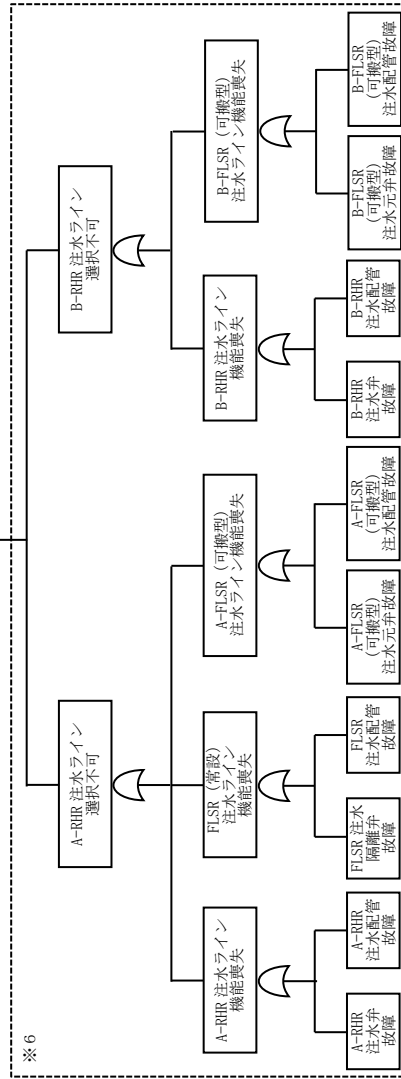 ※6
A-RHR 注水ライン
選択不可
B-RHR 注水ライン
選択不可
A-RHR 注水ライン
機能喪失
FLSR (常設)
注水ライン
機能喪失
A-FLSR (可搬型)
注水ライン機能喪失
B-RHR 注水ライン
機能喪失
B-FLSR (可搬型)
注水ライン機能喪失
A-RHR
注水弁
故障
A-RHR
注水配管
故障
FLSR 注水
隔離弁
故障
FLSR
注水配管
故障
A-FLSR
(可搬型)
注水元弁故障
A-FLSR
(可搬型)
注水配管故障
B-RHR
注水弁
故障
B-RHR
注水配管
故障
B-FLSR
(可搬型)
注水元弁故障
B-FLSR
(可搬型)
注水配管故障